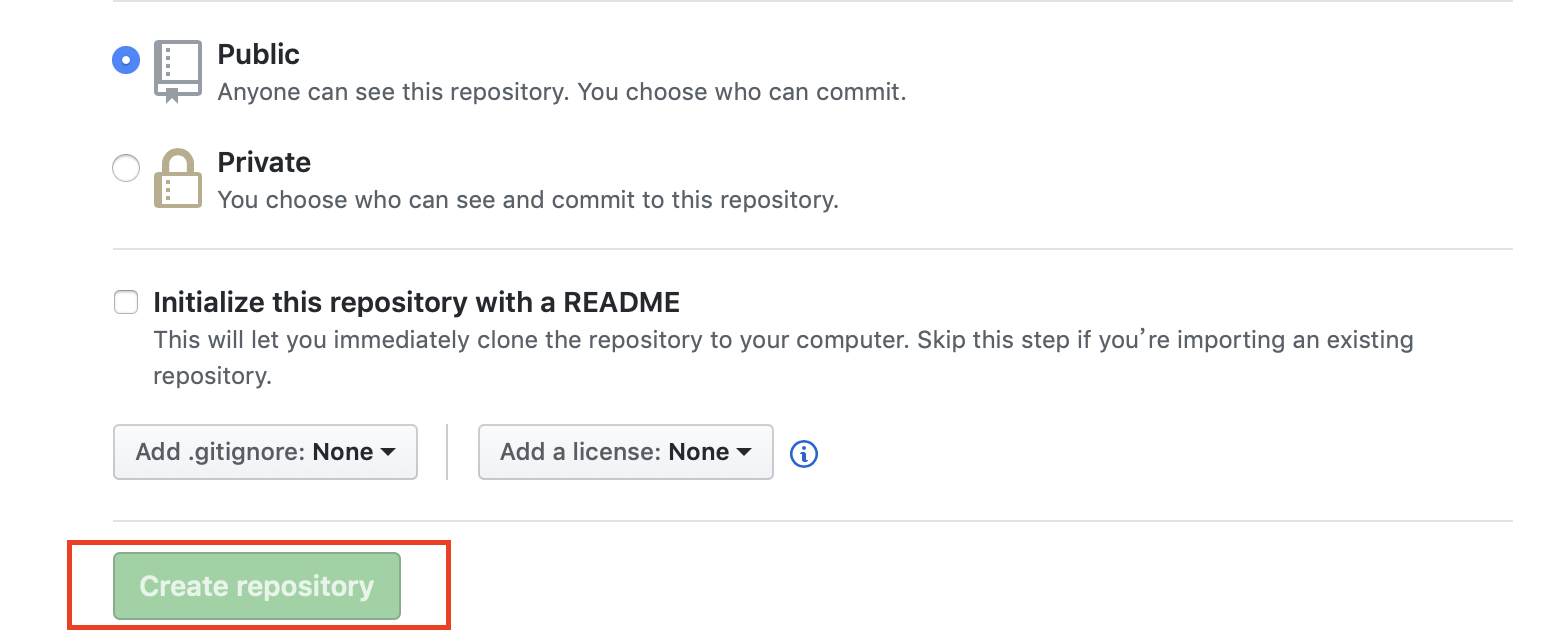 Public
Anyone can see this repository. You choose who can commit.
Private
You choose who can see and commit to this repository.
Initialize this repository with a README
This will let you immediately clone the repository to your computer. Skip this step if you’re importing an existing
repository.
Add .gitignore: None
Add a license: None
Create repository